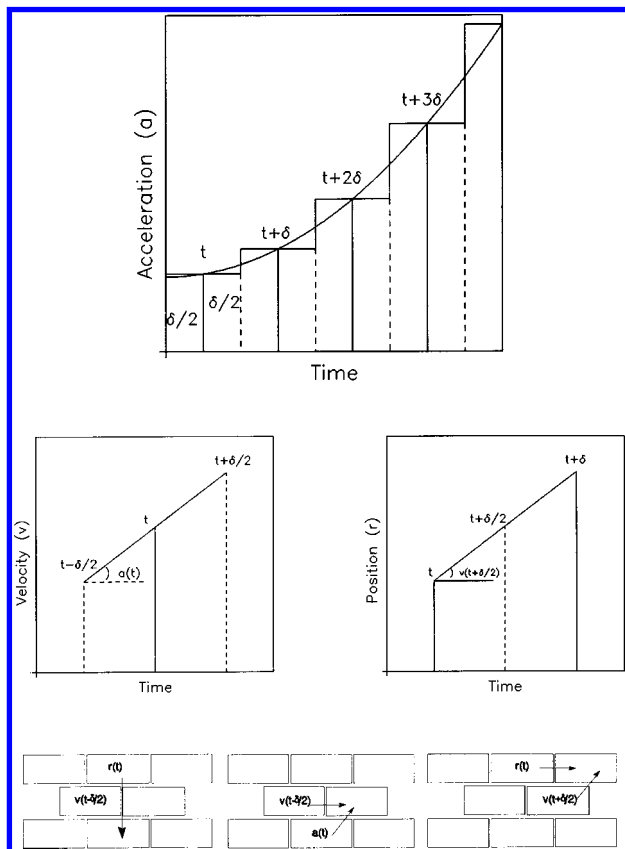 Acceleration (a)
t
t+δ
t+2δ
t+3δ
δ/2
δ/2
Time
Velocity (v)
t−δ/2
t
t+δ/2
a(t)
Time
Position (r)
t
t+δ/2
t+δ
v(t+δ/2)
Time
r(t)
v(t-δ/2)
v(t-δ/2)
a(t)
r(t)
v(t+δ/2)